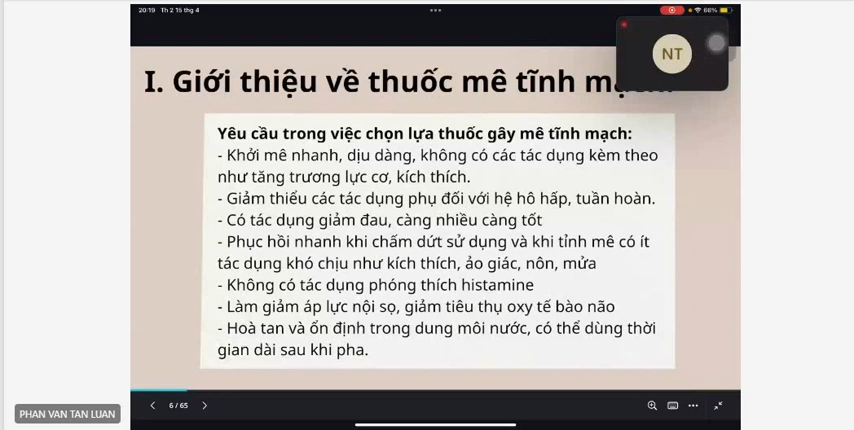 20:19 Th 2 15 thg 4
66%
NT
I. Giới thiệu về thuốc mê tĩnh
Yêu cầu trong việc chọn lựa thuốc gây mê tĩnh mạch:
- Khởi mê nhanh, dịu dàng, không có các tác dụng kèm theo
như tăng trương lực cơ, kích thích.
- Giảm thiểu các tác dụng phụ đối với hệ hô hấp, tuần hoàn.
- Có tác dụng giảm đau, càng nhiều càng tốt
- Phục hồi nhanh khi chấm dứt sử dụng và khi tỉnh mê có ít
tác dụng khó chịu như kích thích, ảo giác, nôn, mửa
- Không có tác dụng phóng thích histamine
- Làm giảm áp lực nội sọ, giảm tiêu thụ oxy tế bào não
- Hoà tan và ổn định trong dung môi nước, có thể dùng thời
gian dài sau khi pha.
6 / 65
PHAN VAN TAN LUAN